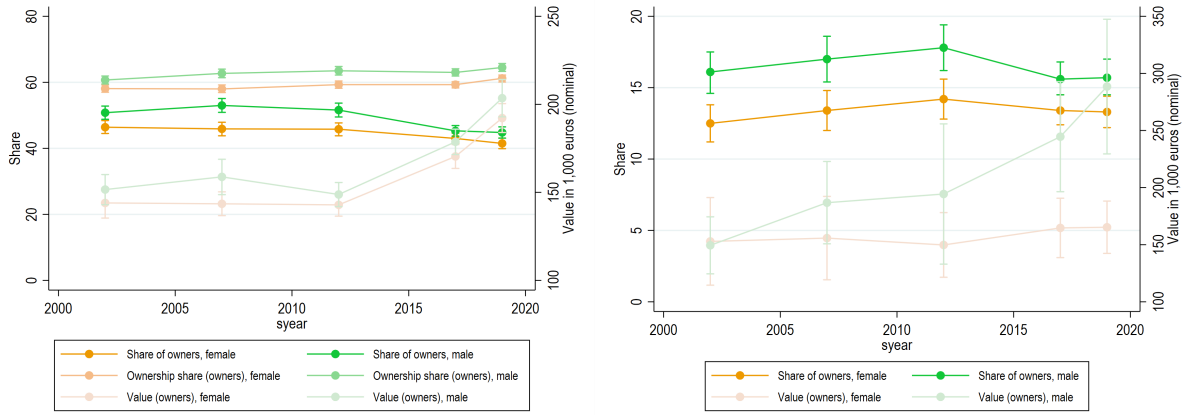 80
60
40
20
0
Share
250
200
150
100
Value in 1,000 euros (nominal)
2000 2005 2010 2015 2020
syear
Share of owners, female Share of owners, male
Ownership share (owners), female Ownership share (owners), male
Value (owners), female Value (owners), male
20
15
10
5
0
Share
350
300
250
200
150
100
Value in 1,000 euros (nominal)
2000 2005 2010 2015 2020
syear
Share of owners, female Share of owners, male
Value (owners), female Value (owners), male